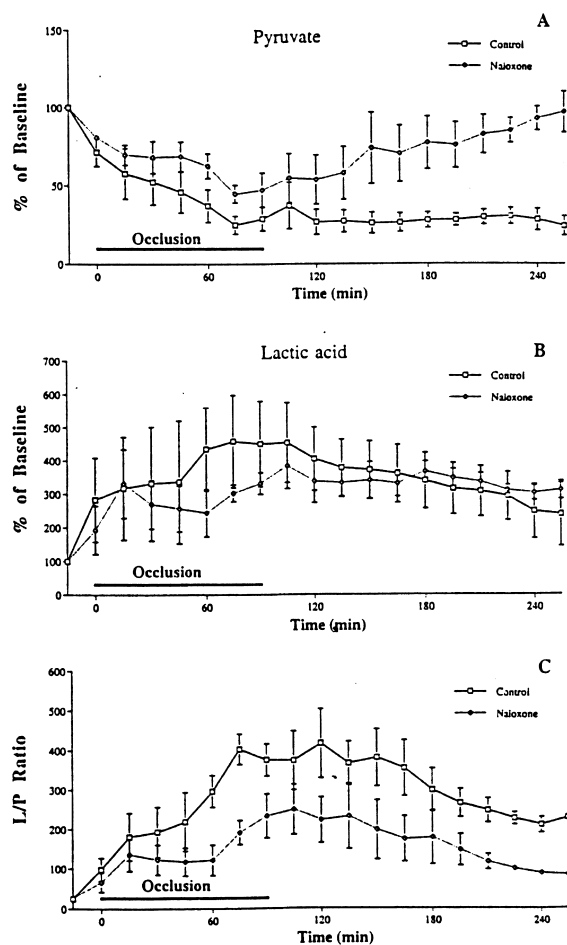 A
Pyruvate
Control
Naloxone
150
100
50
0
% of Baseline
Occlusion
0
60
120
180
240
Time (min)
B
Lactic acid
Control
Naloxone
700
600
500
400
300
200
100
0
% of Baseline
Occlusion
0
60
120
180
240
Time (min)
C
Control
Naloxone
600
500
400
300
200
100
0
L/P Ratio
Occlusion
0
60
120
180
240
Time (min)